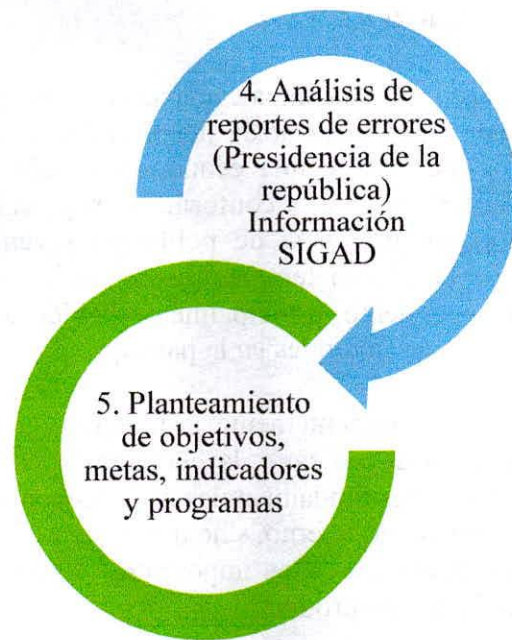 4. Análisis de
reportes de errores
(Presidencia de la
república)
Información
SIGAD
5. Planteamiento
de objetivos,
metas, indicadores
y programas